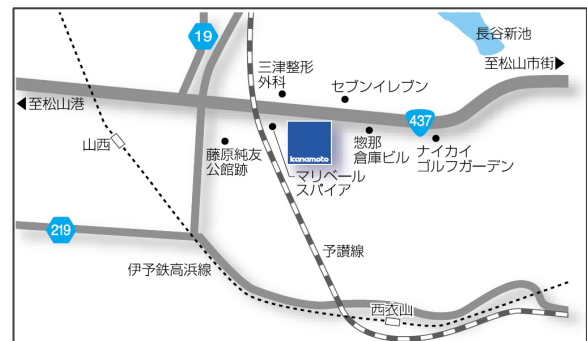 19
長谷新池
至松山市街▶
三津整形
外科
セブンイレブン
◀至松山港
437
山西
藤原純友
公館跡
kanamoto
惣那
倉庫ビル
ナイカイ
ゴルフガーデン
マリベール
スパイア
219
予讃線
伊予鉄高浜線
西衣山